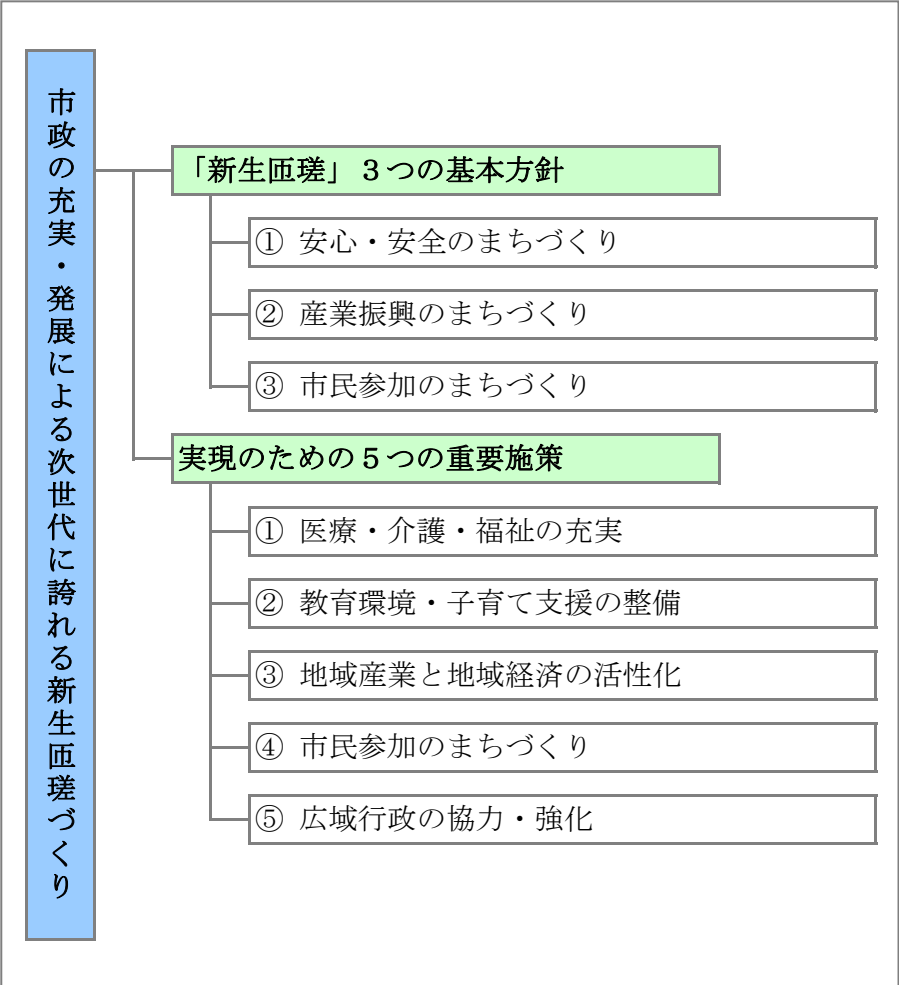 市政の充実・発展による次世代に誇れる新生匝瑳づくり
「新生匝瑳」３つの基本方針
① 安心・安全のまちづくり
② 産業振興のまちづくり
③ 市民参加のまちづくり
実現のための５つの重要施策
① 医療・介護・福祉の充実
② 教育環境・子育て支援の整備
③ 地域産業と地域経済の活性化
④ 市民参加のまちづくり
⑤ 広域行政の協力・強化